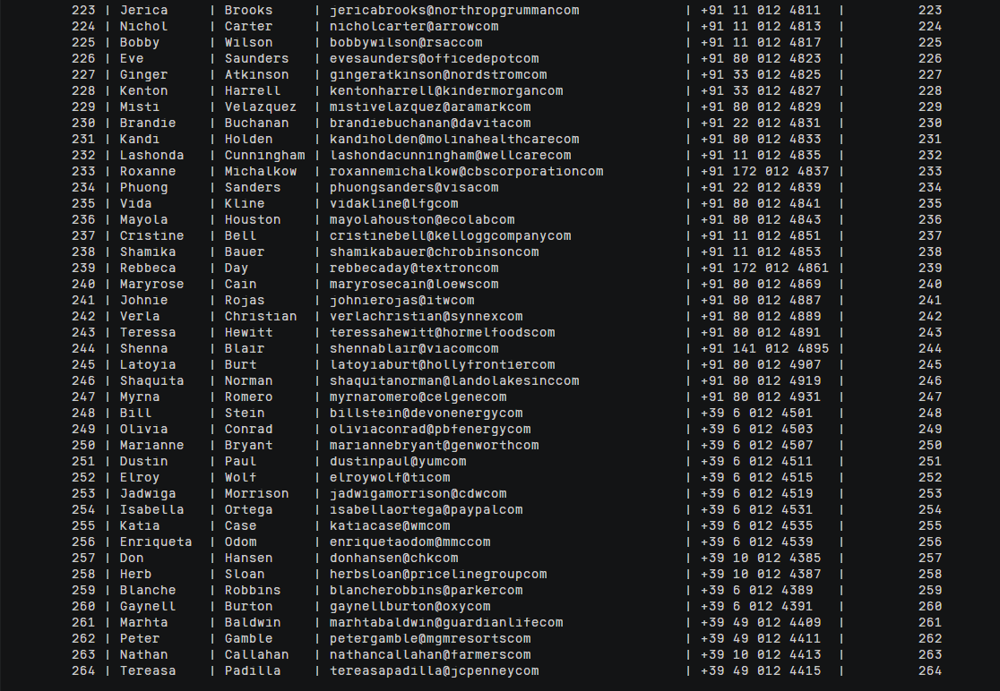 223 | Jerica | Brooks | jericabrooks@northropgrummancom | +91 11 012 4811 | 223
224 | Nichol | Carter | nicholcarter@arrowcom | +91 11 012 4813 | 224
225 | Bobby | Wilson | bobbywilson@rsaccom | +91 11 012 4817 | 225
226 | Eve | Saunders | evesaunders@officedepotcom | +91 80 012 4823 | 226
227 | Ginger | Atkinson | gingeratkinson@nordstromcom | +91 33 012 4825 | 227
228 | Kenton | Harrell | kentonharrell@kindermorgancom | +91 33 012 4827 | 228
229 | Misti | Velazquez | mistivelazquez@aramarkcom | +91 80 012 4829 | 229
230 | Brandie | Buchanan | brandiebuchanan@davitacom | +91 22 012 4831 | 230
231 | Kandi | Holden | kandiholden@molinahealthcarecom | +91 80 012 4833 | 231
232 | Lashonda | Cunningham | lashondacunningham@wellcarecom | +91 11 012 4835 | 232
233 | Roxanne | Michalkow | roxannemichalkow@cbscorporationcom | +91 172 012 4837 | 233
234 | Phuong | Sanders | phuongsanders@visacom | +91 22 012 4839 | 234
235 | Vida | Kline | vidakline@lfgcom | +91 80 012 4841 | 235
236 | Mayola | Houston | mayolahouston@ecolabcom | +91 80 012 4843 | 236
237 | Cristine | Bell | cristinebell@kelloggcompanycom | +91 11 012 4851 | 237
238 | Shamika | Bauer | shamikabauer@chrobinsoncom | +91 11 012 4853 | 238
239 | Rebbeca | Day | rebbecaday@textroncom | +91 172 012 4861 | 239
240 | Maryrose | Cain | maryrosecain@loewscom | +91 80 012 4869 | 240
241 | Johnie | Rojas | johnierojas@itwcom | +91 80 012 4887 | 241
242 | Verla | Christian | verlachristian@synnexcom | +91 80 012 4889 | 242
243 | Teressa | Hewitt | teressahewitt@hormelfoodscom | +91 80 012 4891 | 243
244 | Shenna | Blair | shennablair@viacomcom | +91 141 012 4895 | 244
245 | Latoyia | Burt | latoyiaburt@hollyfrontiercom | +91 80 012 4907 | 245
246 | Shaquita | Norman | shaquitanorman@landolakesinccom | +91 80 012 4919 | 246
247 | Myrna | Romero | myrnaromero@celgenecom | +91 80 012 4931 | 247
248 | Bill | Stein | billstein@devonenergycom | +39 6 012 4501 | 248
249 | Olivia | Conrad | oliviaconrad@pbfenergycom | +39 6 012 4503 | 249
250 | Marianne | Bryant | mariannebryant@genworthcom | +39 6 012 4507 | 250
251 | Dustin | Paul | dustinpaul@yumcom | +39 6 012 4511 | 251
252 | Elroy | Wolf | elroywolf@ticom | +39 6 012 4515 | 252
253 | Jadwiga | Morrison | jadwigamorrison@cdwcom | +39 6 012 4519 | 253
254 | Isabella | Ortega | isabellaortega@paypalcom | +39 6 012 4531 | 254
255 | Katia | Case | katiacase@wmcom | +39 6 012 4535 | 255
256 | Enriqueta | Odom | enriquetaodom@mmccom | +39 6 012 4539 | 256
257 | Don | Hansen | donhansen@chkcom | +39 10 012 4385 | 257
258 | Herb | Sloan | herbsloan@pricelinegroupcom | +39 10 012 4387 | 258
259 | Blanche | Robbins | blancherobbins@parkercom | +39 6 012 4389 | 259
260 | Gaynell | Burton | gaynellburton@oxycom | +39 6 012 4391 | 260
261 | Marhta | Baldwin | marhtabaldwin@guardianlifecom | +39 49 012 4409 | 261
262 | Peter | Gamble | petergamble@mgmresortscom | +39 49 012 4411 | 262
263 | Nathan | Callahan | nathancallahan@farmerscom | +39 10 012 4413 | 263
264 | Tereasa | Padilla | tereasapadilla@jcpenneycom | +39 49 012 4415 | 264